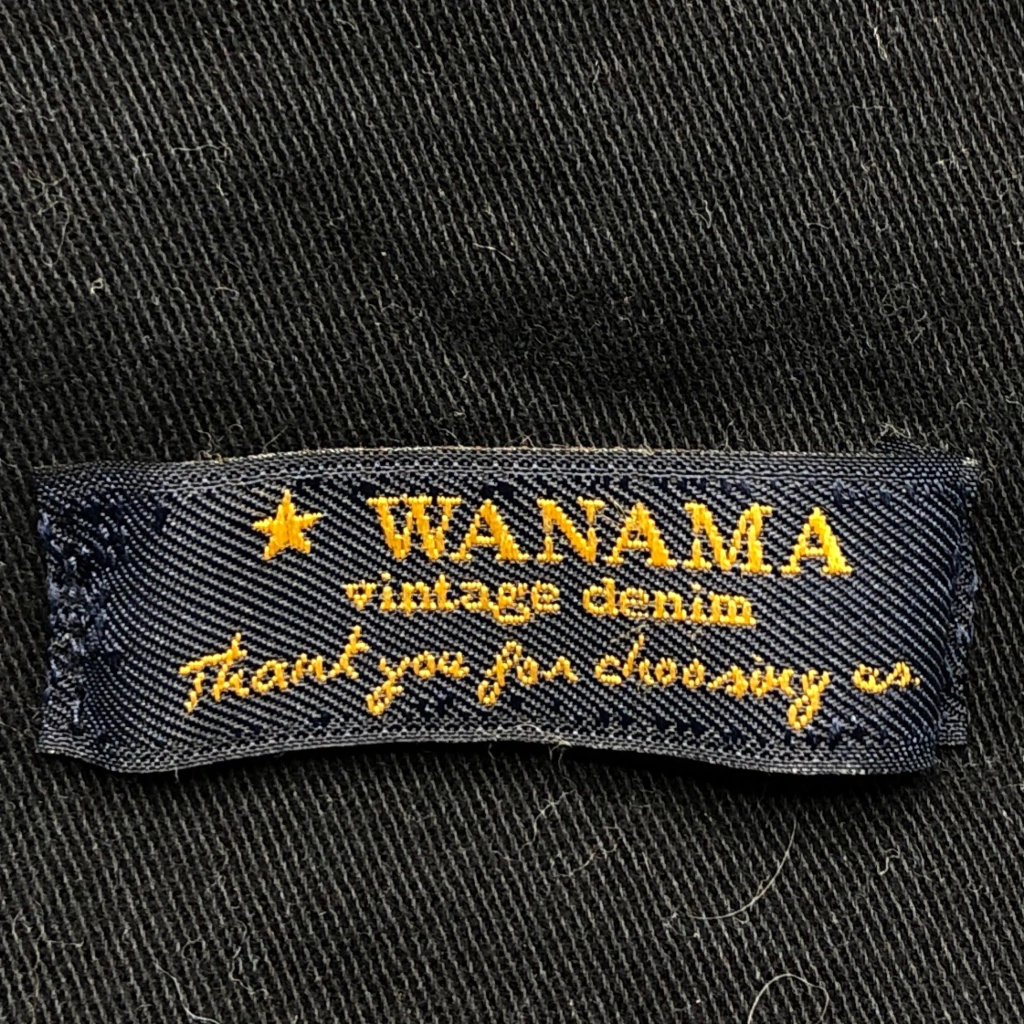 ★ WANAMA
vintage denim
Thank you for choosing us.